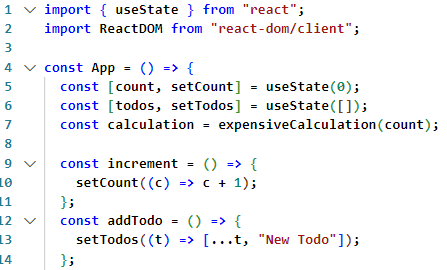 1 import { useState } from "react";
2 import ReactDOM from "react-dom/client";
3
4 const App = () => {
5   const [count, setCount] = useState(0);
6   const [todos, setTodos] = useState([]);
7   const calculation = expensiveCalculation(count);
8
9   const increment = () => {
10     setCount((c) => c + 1);
11   };
12   const addTodo = () => {
13     setTodos((t) => [...t, "New Todo"]);
14   };